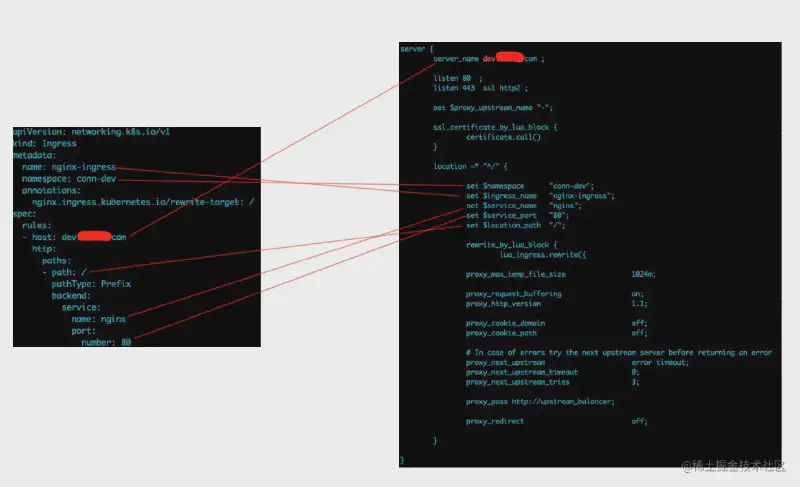 apiVersion: networking.k8s.io/v1
kind: Ingress
metadata:
name: nginx-ingress
namespace: conn-dev
annotations:
nginx.ingress.kubernetes.io/rewrite-target: /
spec:
rules:
- host: dev com
http:
paths:
- path: /
pathType: Prefix
backend:
service:
name: nginx
port:
number: 80
server {
server_name dev com ;
listen 80 ;
listen 443 ssl http2 ;
set $proxy_upstream_name "-";
ssl_certificate_by_lua_block {
certificate.call()
}
location ~* "^/" {
set $namespace "conn-dev";
set $ingress_name "nginx-ingress";
set $service_name "nginx";
set $service_port "80";
set $location_path "/";
rewrite_by_lua_block {
lua_ingress.rewrite({
proxy_max_temp_file_size 1024m;
proxy_request_buffering on;
proxy_http_version 1.1;
proxy_cookie_domain off;
proxy_cookie_path off;
# In case of errors try the next upstream server before returning an error
proxy_next_upstream error timeout;
proxy_next_upstream_timeout 0;
proxy_next_upstream_tries 3;
proxy_pass http://upstream_balancer;
proxy_redirect off;
}
}
@稀土掘金技术社区